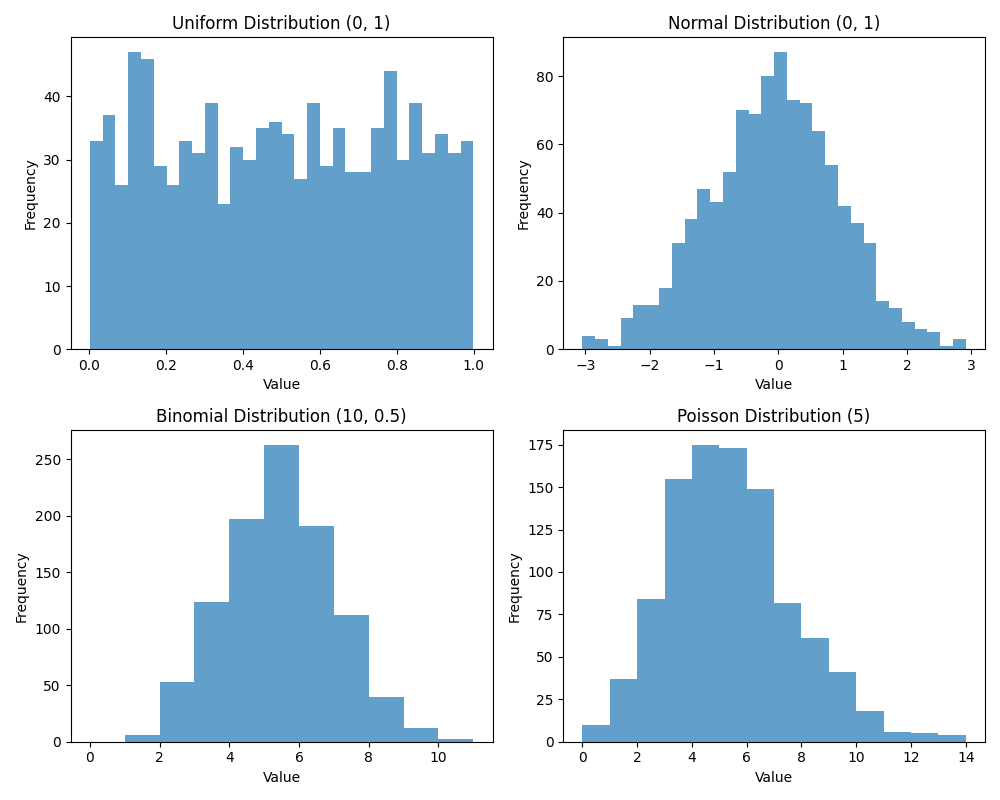 Uniform Distribution (0, 1)
Frequency
0
10
20
30
40
0.0 0.2 0.4 0.6 0.8 1.0
Value
Normal Distribution (0, 1)
Frequency
0
20
40
60
80
−3 −2 −1 0 1 2 3
Value
Binomial Distribution (10, 0.5)
Frequency
0
50
100
150
200
250
0 2 4 6 8 10
Value
Poisson Distribution (5)
Frequency
0
25
50
75
100
125
150
175
0 2 4 6 8 10 12 14
Value